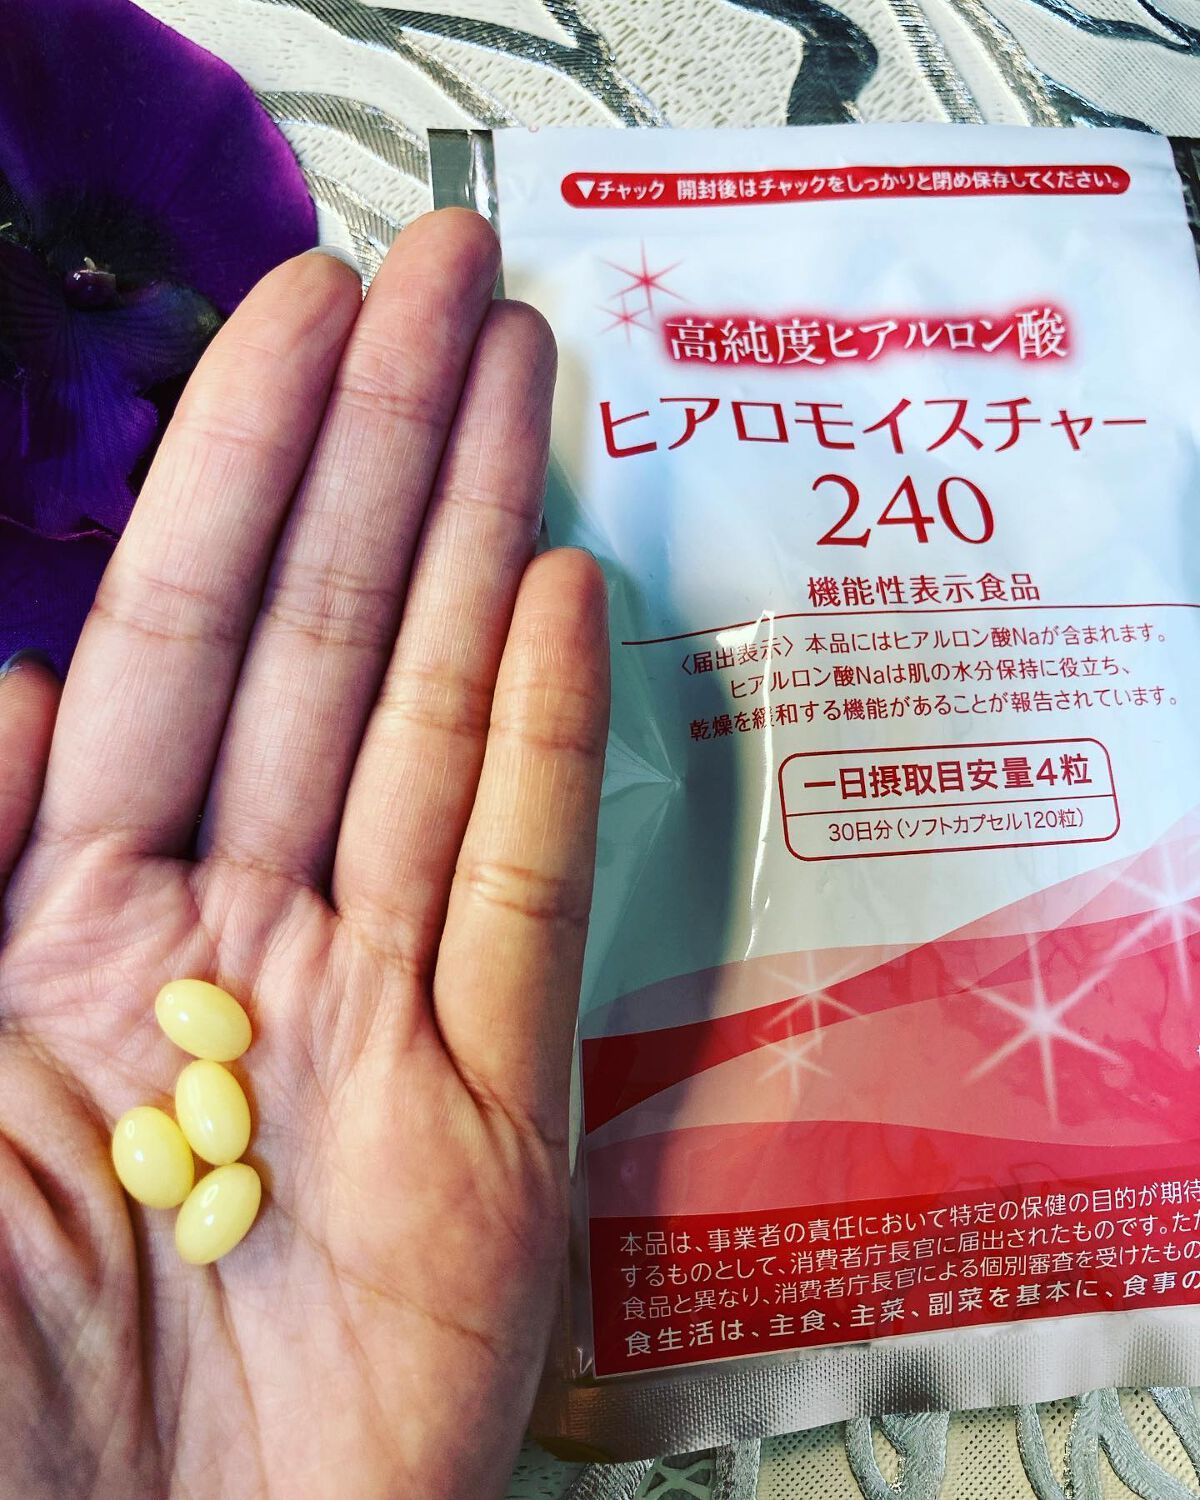 ▼チャック 開封後はチャックをしっかりと閉め保存してください。
高純度ヒアルロン酸
ヒアロモイスチャー
240
機能性表示食品
〈届出表示〉本品にはヒアルロン酸Naが含まれます。
ヒアルロン酸Naは肌の水分保持に役立ち、
乾燥を緩和する機能があることが報告されています。
一日摂取目安量4粒
30日分(ソフトカプセル120粒)
本品は、事業者の責任において特定の保健の目的が期待
するものとして、消費者庁長官に届出されたものです。ただ
食品と異なり、消費者庁長官による個別審査を受けたもの
食生活は、主食、主菜、副菜を基本に、食事の